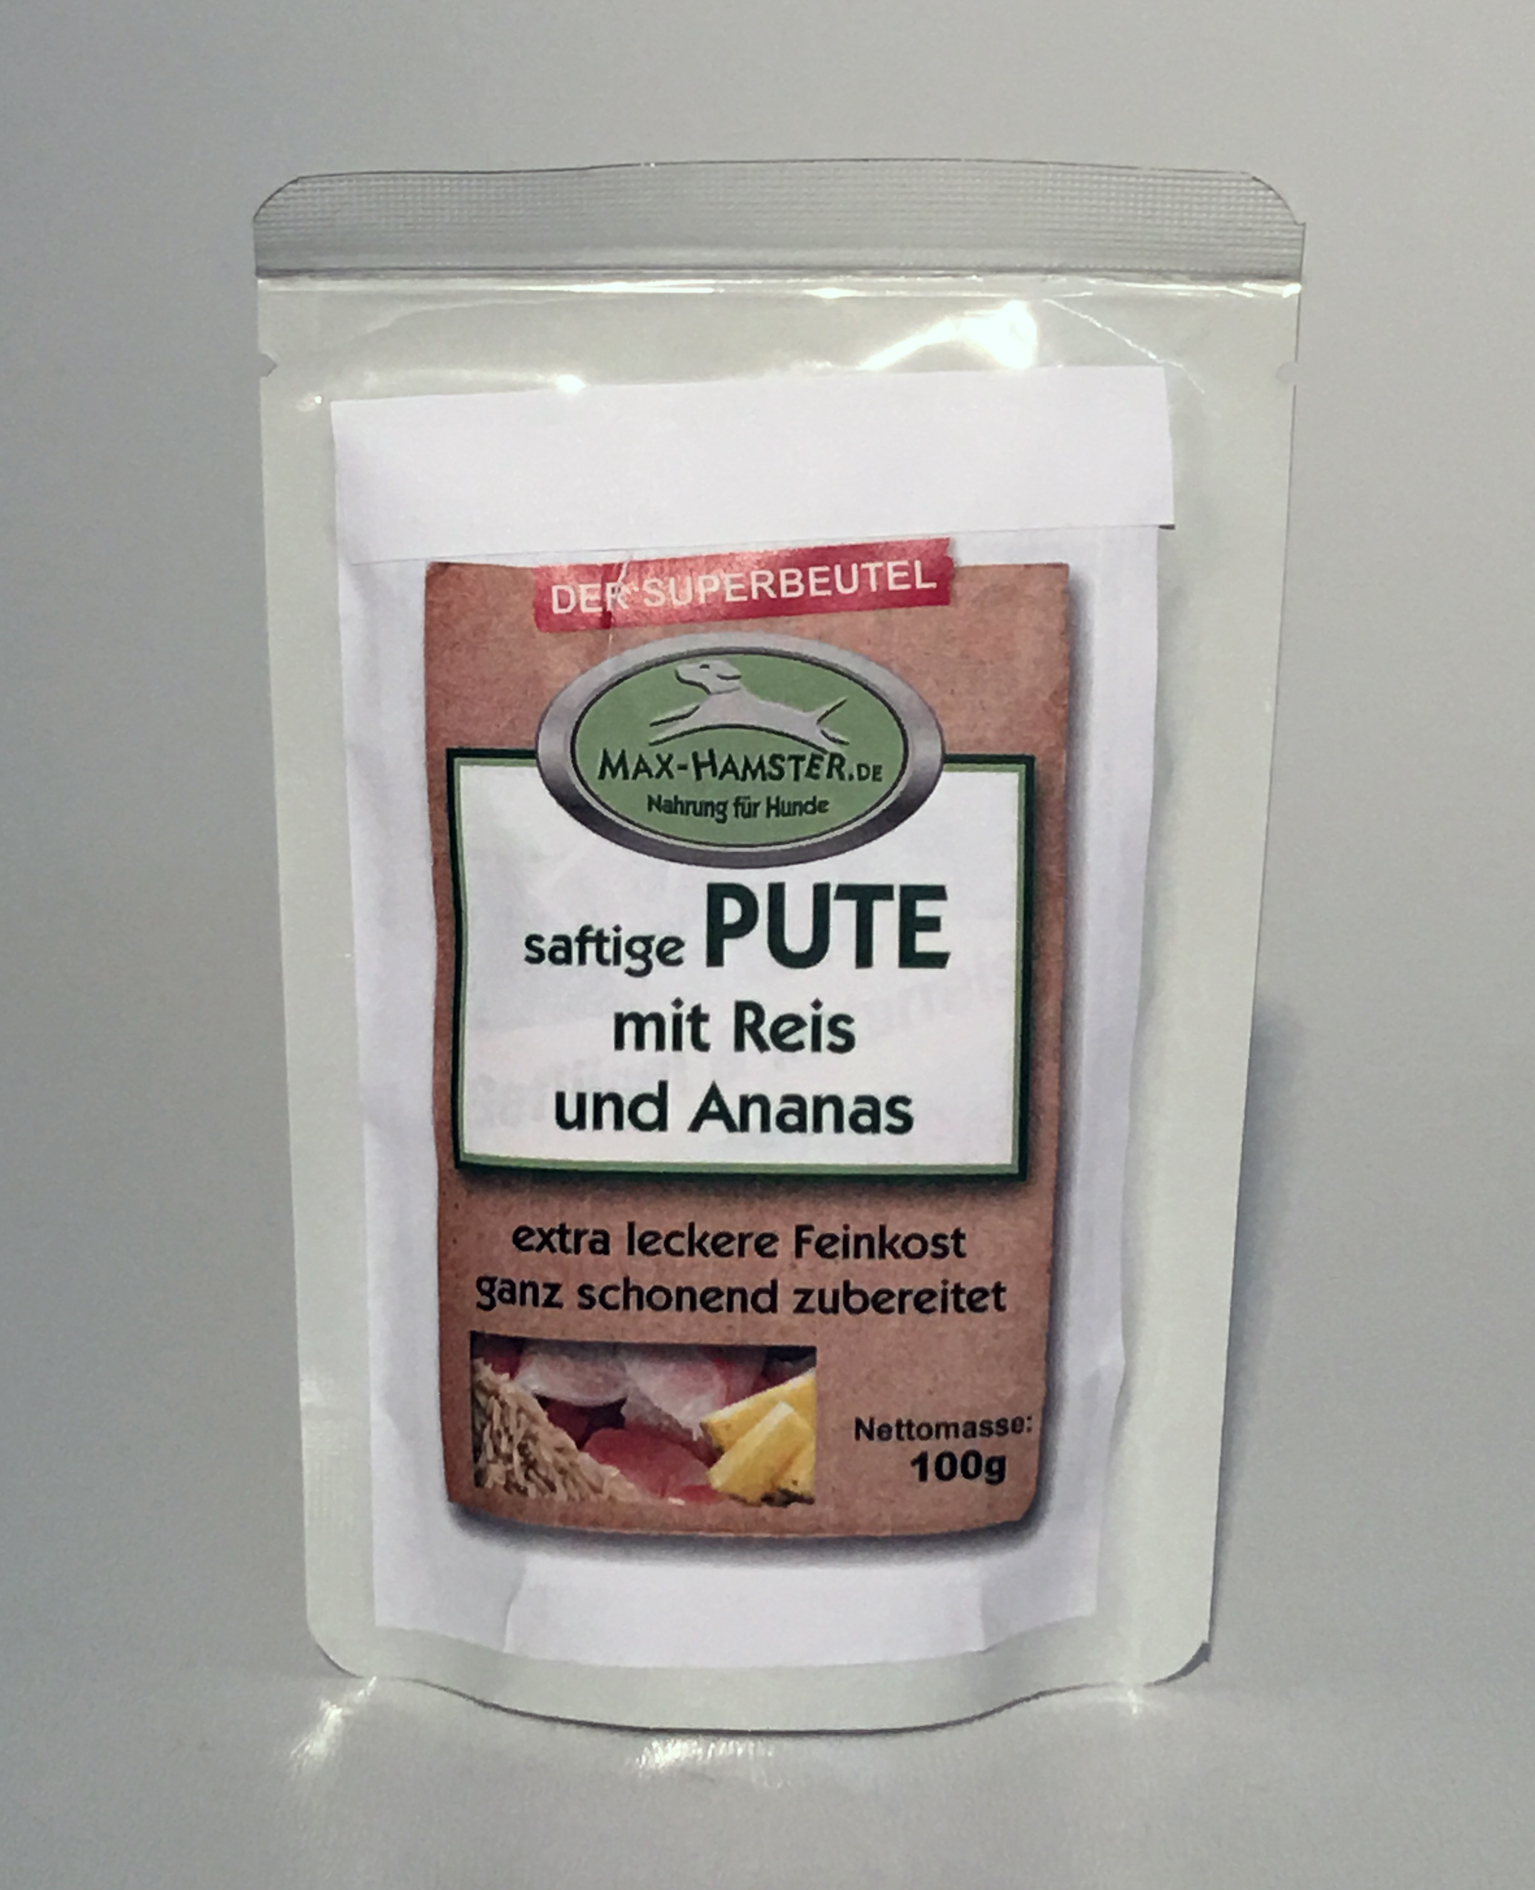 DER SUPERBEUTEL
MAX-HAMSTER.DE
Nahrung für Hunde
saftige PUTE
mit Reis
und Ananas
extra leckere Feinkost
ganz schonend zubereitet
Nettomasse:
100g